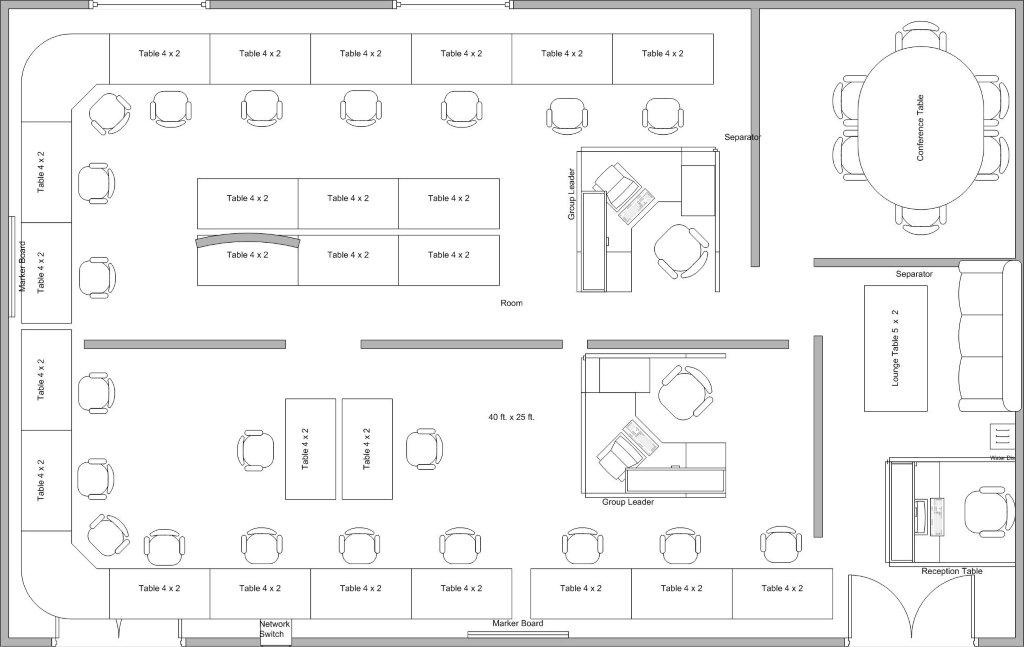 Table 4 x 2
Table 4 x 2
Table 4 x 2
Table 4 x 2
Table 4 x 2
Table 4 x 2
Conference Table
Separator
Table 4 x 2
Group Leader
Table 4 x 2
Table 4 x 2
Table 4 x 2
Marker Board
Table 4 x 2
Table 4 x 2
Table 4 x 2
Table 4 x 2
Separator
Room
Lounge Table 5 x 2
Table 4 x 2
40 ft. x 25 ft.
Table 4 x 2
Table 4 x 2
Table 4 x 2
Water Dis
Group Leader
Reception Table
Table 4 x 2
Table 4 x 2
Table 4 x 2
Table 4 x 2
Table 4 x 2
Table 4 x 2
Table 4 x 2
Network
Switch
Marker Board